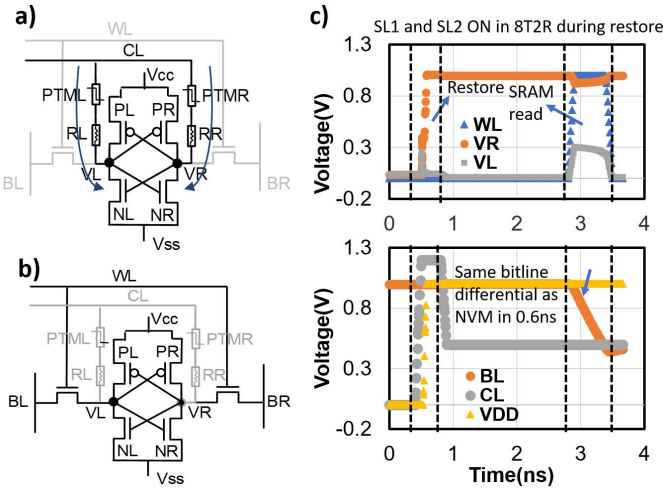 a)
WL
CL
Vcc
PTML
PL
PR
PTMR
RL
RR
BL
VL
VR
BR
NL
NR
Vss
b)
WL
CL
Vcc
PTML
PL
PR
PTMR
RL
RR
BL
VL
VR
BR
NL
NR
Vss
c)
SL1 and SL2 ON in 8T2R during restore
Voltage(V)
1.3
0.8
0.3
-0.2
0
1
2
3
4
Restore
SRAM
read
WL
VR
VL
Voltage(V)
1.3
0.8
0.3
-0.2
0
1
2
3
4
Same bitline
differential as
NVM in 0.6ns
BL
CL
VDD
Time(ns)